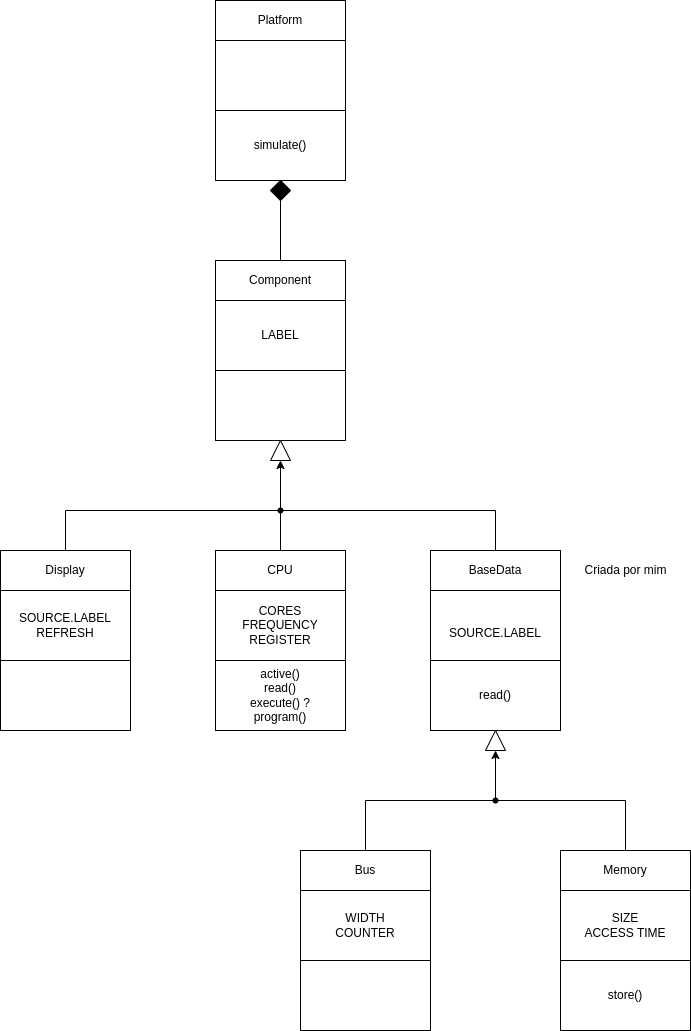 Platform
simulate()
Component
LABEL
Display
SOURCE.LABEL
REFRESH
CPU
CORES
FREQUENCY
REGISTER
active()
read()
execute() ?
program()
BaseData
SOURCE.LABEL
read()
Criada por mim
Bus
WIDTH
COUNTER
Memory
SIZE
ACCESS TIME
store()